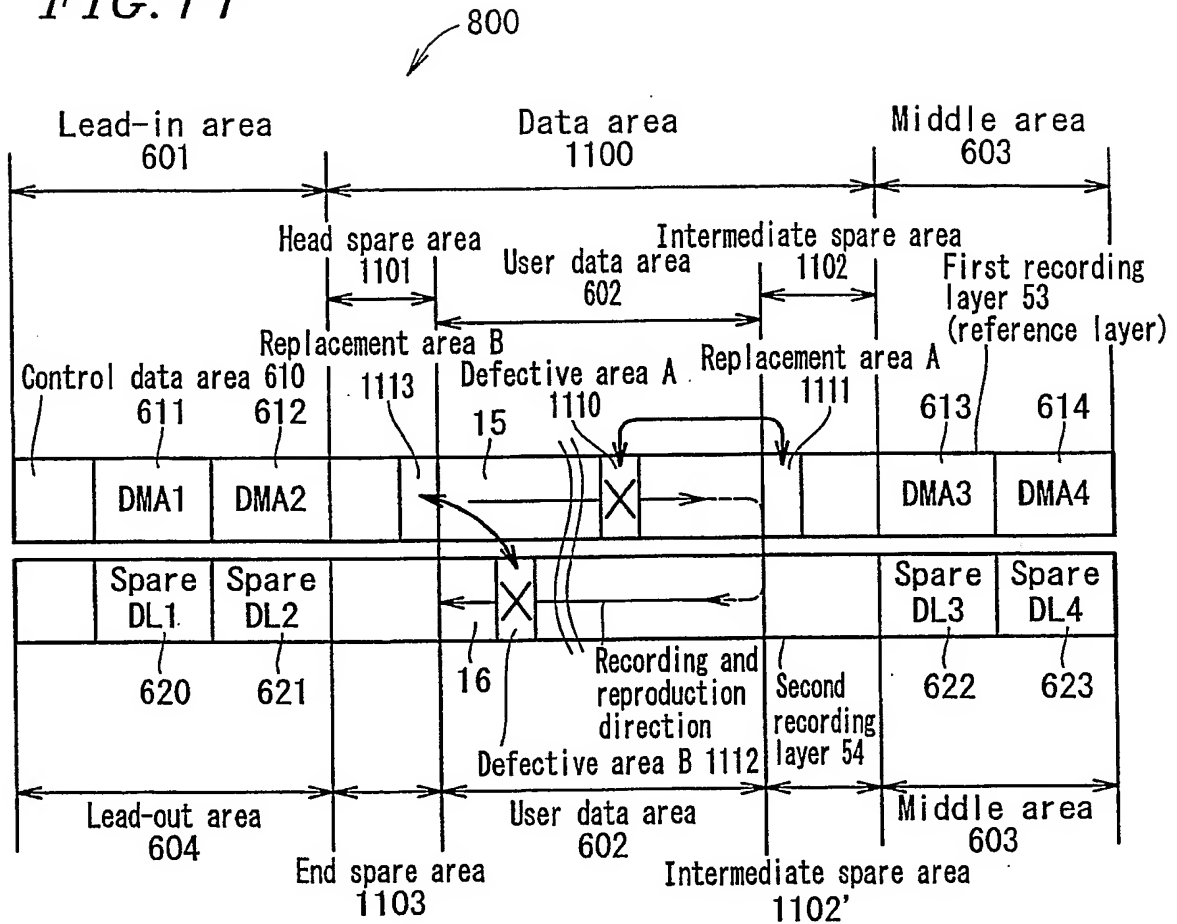 FIG. 11
800
Lead-in area
601
Data area
1100
Middle area
603
Head spare area
1101
User data area
602
Intermediate spare area
1102
First recording
layer 53
(reference layer)
Replacement area B
1113
Defective area A
1110
Replacement area A
1111
Control data area 610
611
612
15
613
614
DMA1
DMA2
DMA3
DMA4
Spare
DL1
Spare
DL2
Spare
DL3
Spare
DL4
620
621
16
Recording and
reproduction
direction
Second
recording
layer 54
622
623
Defective area B 1112
Lead-out area
604
User data area
602
Middle area
603
End spare area
1103
Intermediate spare area
1102'